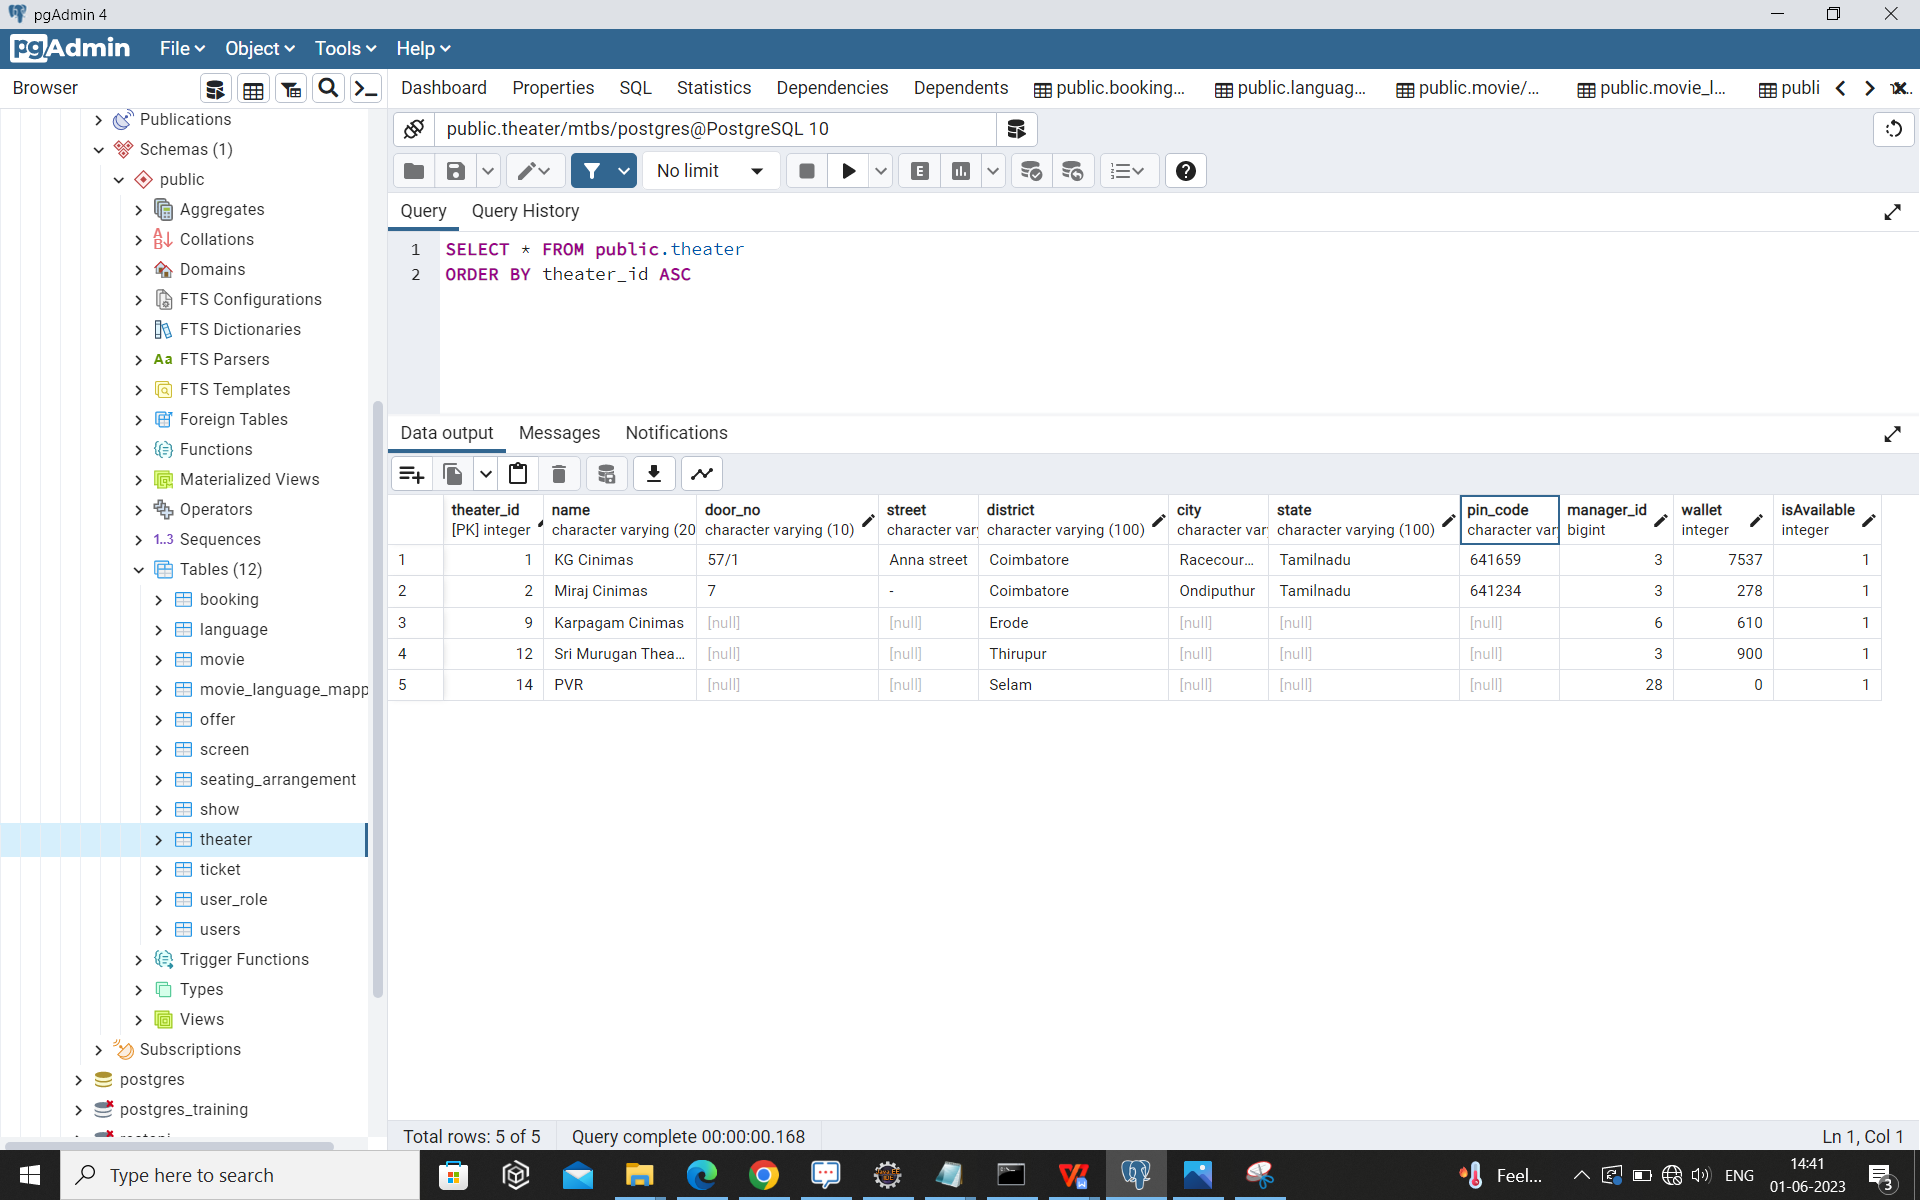 pgAdmin 4
pgAdmin File Object Tools Help
Browser Dashboard Properties SQL Statistics Dependencies Dependents public.booking... public.languag... public.movie/... public.movie_l... publi
public.theater/mtbs/postgres@PostgreSQL 10
No limit E
Query Query History
1 SELECT * FROM public.theater
2 ORDER BY theater_id ASC
Publications
Schemas (1)
public
Aggregates
Collations
Domains
FTS Configurations
FTS Dictionaries
Aa FTS Parsers
FTS Templates
Foreign Tables
Functions
Materialized Views
Operators
1..3 Sequences
Tables (12)
booking
language
movie
movie_language_mapp
offer
screen
seating_arrangement
show
theater
ticket
user_role
users
Trigger Functions
Types
Views
Subscriptions
postgres
postgres_training
Data output Messages Notifications
theater_id name door_no street district city state pin_code manager_id wallet isAvailable
[PK] integer character varying (20 character varying (10) character var character varying (100) character var character varying (100) character var bigint integer integer
1 1 KG Cinimas 57/1 Anna street Coimbatore Racecour... Tamilnadu 641659 3 7537 1
2 2 Miraj Cinimas 7 - Coimbatore Ondiputhur Tamilnadu 641234 3 278 1
3 9 Karpagam Cinimas [null] [null] Erode [null] [null] [null] 6 610 1
4 12 Sri Murugan Thea... [null] [null] Thirupur [null] [null] [null] 3 900 1
5 14 PVR [null] [null] Selam [null] [null] [null] 28 0 1
Total rows: 5 of 5 Query complete 00:00:00.168 Ln 1, Col 1
Type here to search Feel... ENG 14:41
01-06-2023 3